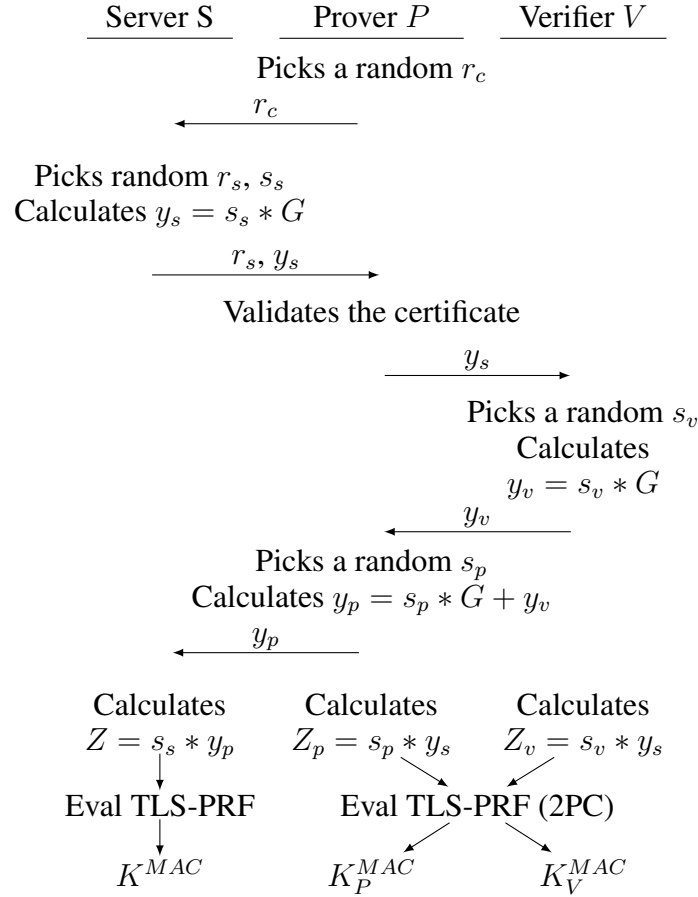 Server S Prover P Verifier V
Picks a random r_c
r_c
Picks random r_s, s_s
Calculates y_s = s_s * G
r_s, y_s
Validates the certificate
y_s
Picks a random s_v
Calculates
y_v = s_v * G
y_v
Picks a random s_p
Calculates y_p = s_p * G + y_v
y_p
Calculates Calculates Calculates
Z = s_s * y_p Z_p = s_p * y_s Z_v = s_v * y_s
Eval TLS-PRF Eval TLS-PRF (2PC)
K^{MAC} K_P^{MAC} K_V^{MAC}